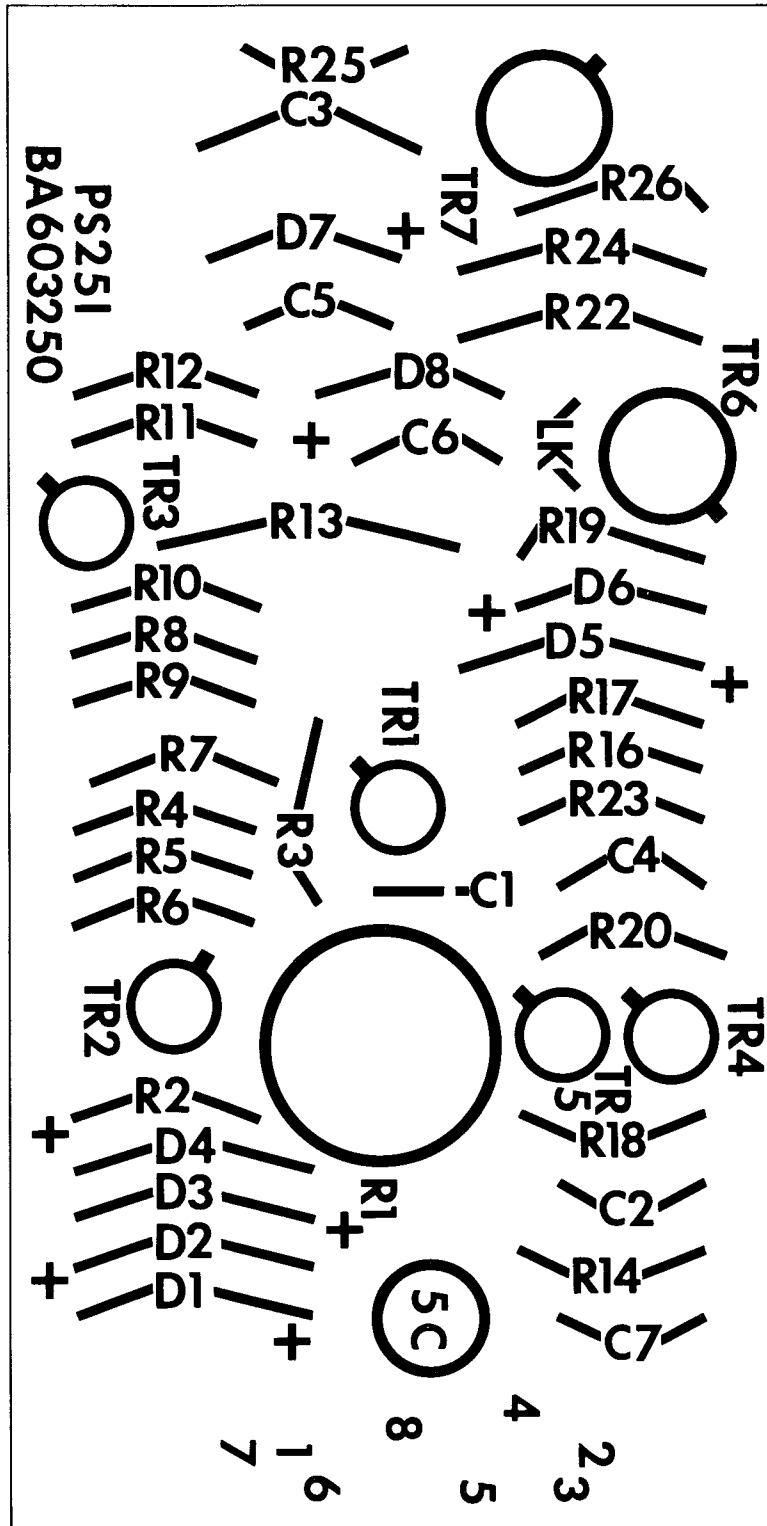 R25
C3
TR7
R26
PS251
BA603250
D7
+
R24
C5
R22
R12
D8
TR6
R11
+
C6
LK
TR3
R13
R19
R10
D6
+
R8
D5
R9
+
TR1
R17
R7
R16
R4
R3
R23
R5
C4
C1
R6
R20
TR2
TR5
TR4
R2
+
D4
R18
D3
R1
C2
+
D2
+
R14
D1
5C
+
C7
4
8
2
7
1
6
5
3